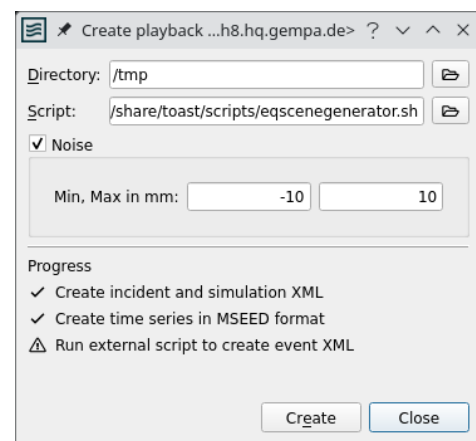 Create playback ...h8.hq.gempa.de>
Directory: /tmp
Script: /share/toast/scripts/eqscenegenerator.sh
Noise
Min, Max in mm: -10 10
Progress
Create incident and simulation XML
Create time series in MSEED format
Run external script to create event XML
Create Close